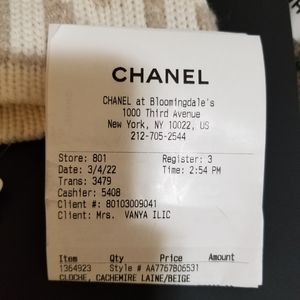 CHANEL
CHANEL at Bloomingdale's
1000 Third Avenue
New York, NY 10022, US
212-705-2544
Store: 801 Register: 3
Date: 3/4/22 Time: 2:54 PM
Trans: 3479
Cashier: 5408
Client #: 80103009041
Client: Mrs. VANYA ILIC
Item Qty Price Amount
1364923 Style # AA7767B06531
CLOCHE, CACHEMIRE LAINE/BEIGE